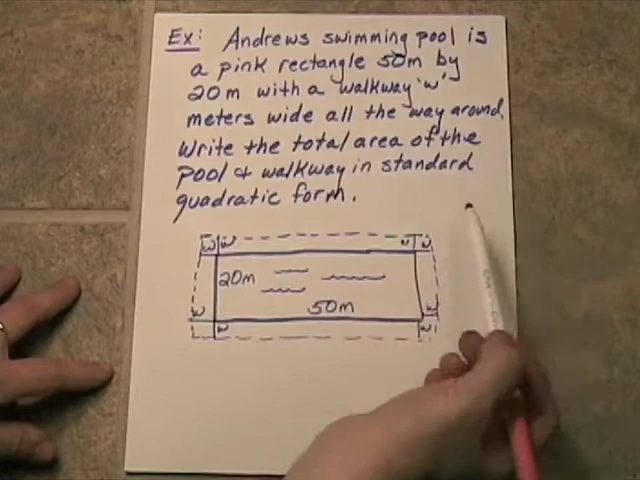 Ex: Andrews swimming pool is
a pink rectangle 50m by
20m with a walkway 'w'
meters wide all the way around.
Write the total area of the
pool & walkway in standard
quadratic form.
w w w w
20m
50m
w w
w w